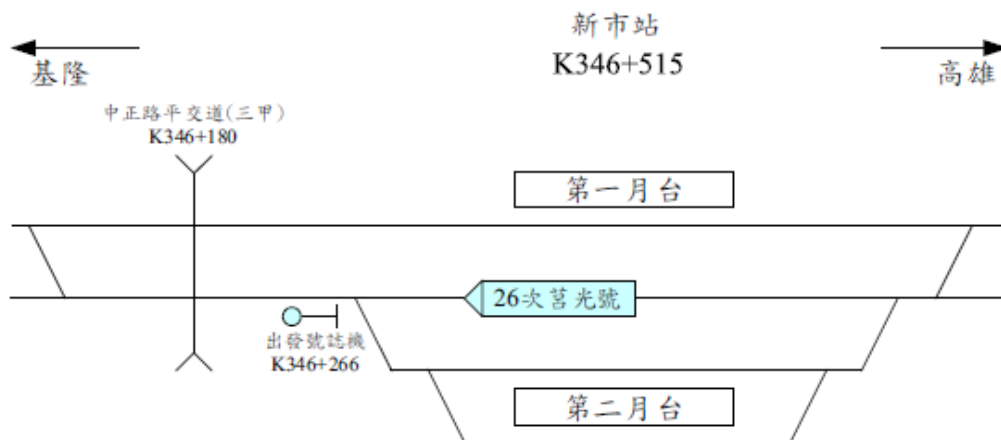 新市站
K346+515
基隆
高雄
中正路平交道(三甲)
K346+180
第一月台
26次莒光號
出發號誌機
K346+266
第二月台